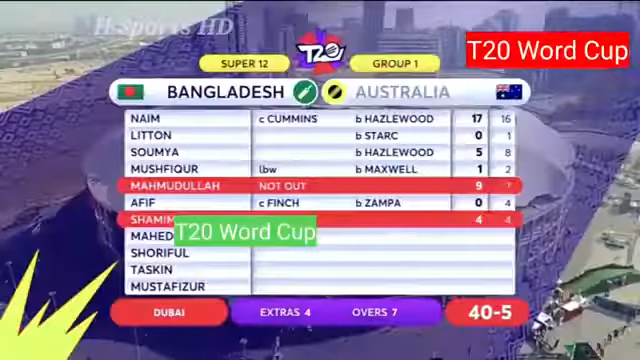 H-Sports HD
T20 Word Cup
T20
SUPER 12 GROUP 1
BANGLADESH AUSTRALIA
NAIM c CUMMINS b HAZLEWOOD 17 16
LITTON b STARC 0 1
SOUMYA b HAZLEWOOD 5 8
MUSHFIQUR lbw b MAXWELL 1 2
MAHMUDULLAH NOT OUT 9 7
AFIF c FINCH b ZAMPA 0 4
SHAMIM 4 4
T20 Word Cup
MAHED
SHORIFUL
TASKIN
MUSTAFIZUR
DUBAI EXTRAS 4 OVERS 7 40-5